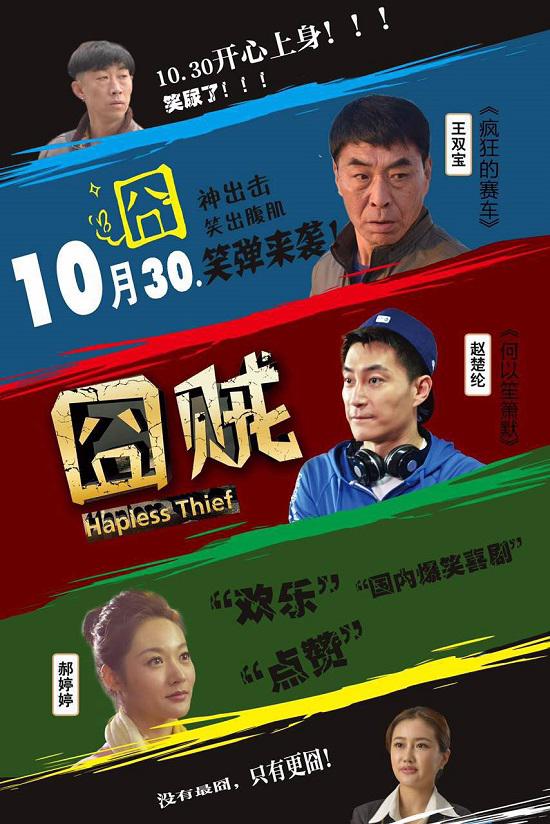 10.30开心上身！！！
笑尿了！！！
王双宝
《疯狂的赛车》
囧
神出击
笑出腹肌
10月30.笑弹来袭！
赵楚纶
《何以笙箫默》
囧贼
Hapless Thief
“欢乐”“国内爆笑喜剧”
“点赞”
郝婷婷
没有最囧，只有更囧！